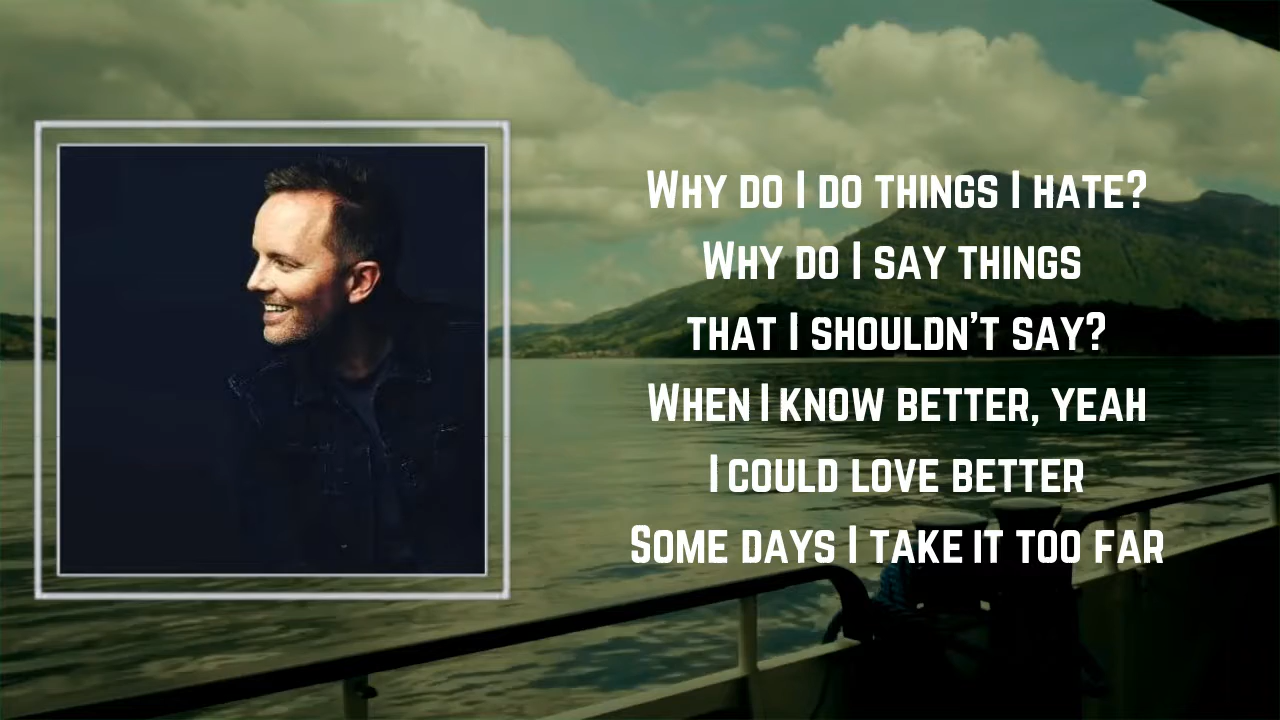 Why do I do things I hate?
Why do I say things
that I shouldn't say?
When I know better, yeah
I could love better
Some days I take it too far